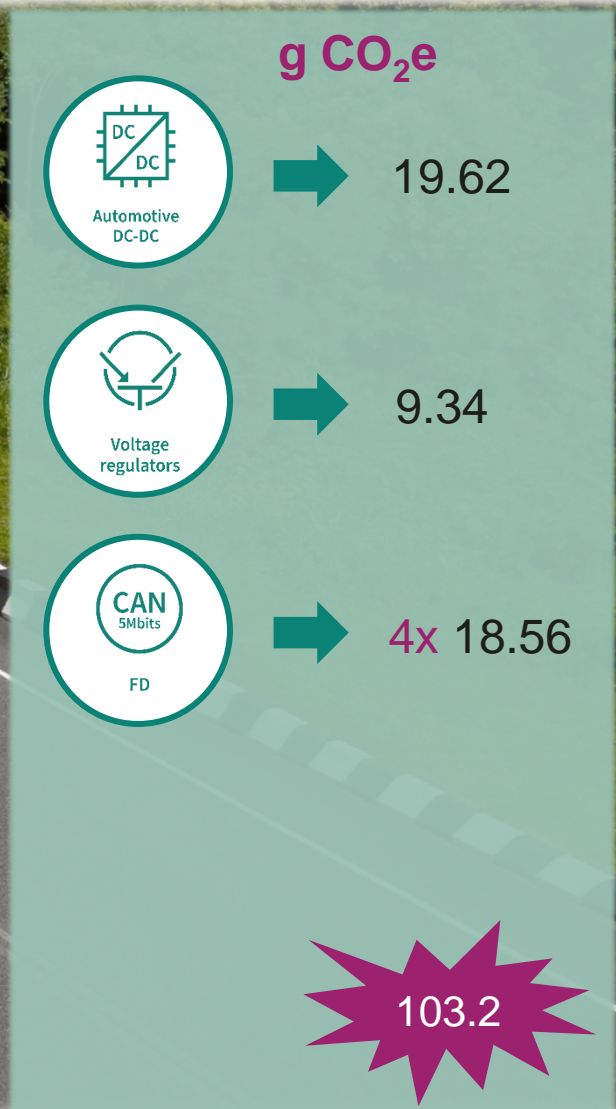 g CO₂e
DC
DC
Automotive
DC-DC
19.62
Voltage
regulators
9.34
CAN
5Mbits
FD
4x 18.56
103.2